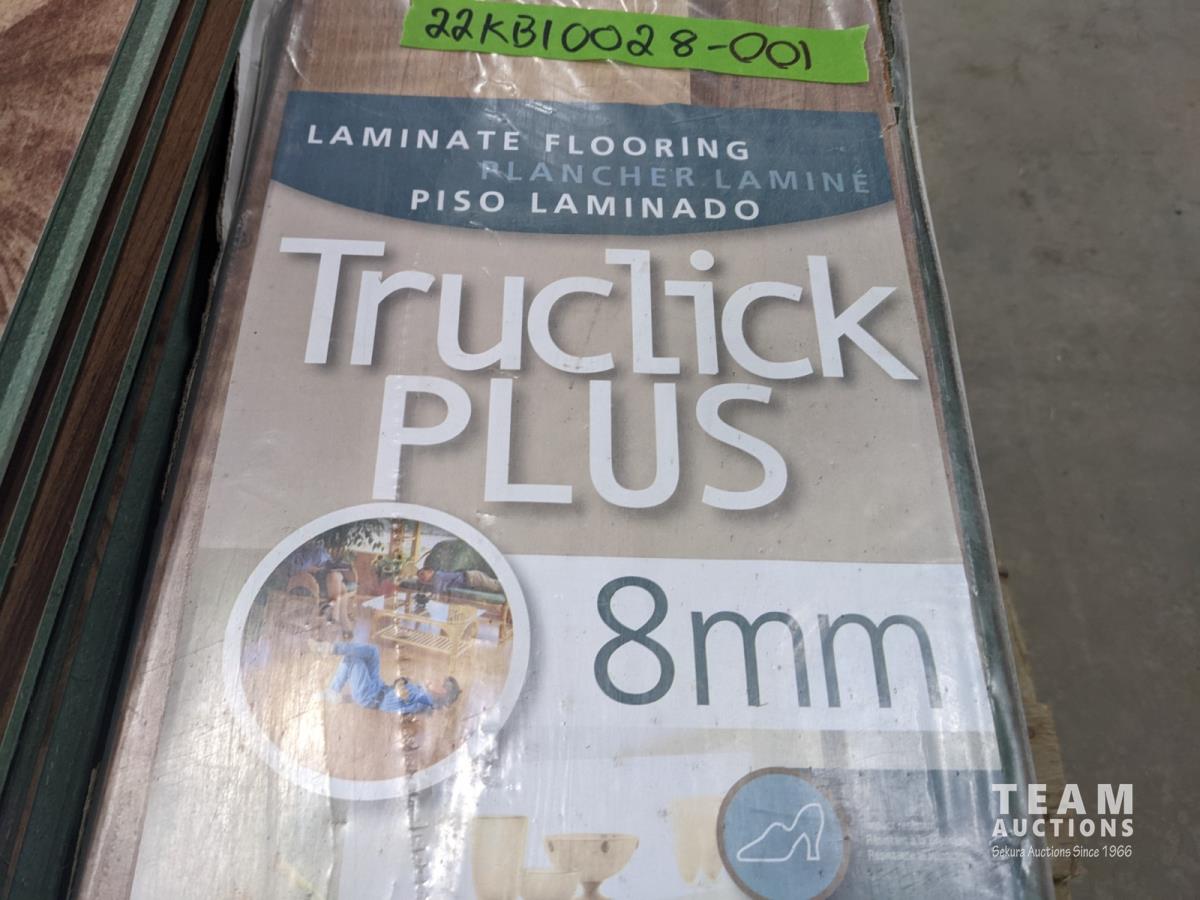 22KB10028-001
LAMINATE FLOORING
PLANCHER LAMINÉ
PISO LAMINADO
Truclick
PLUS
8mm
TEAM
AUCTIONS
Sekura Auctions Since 1966